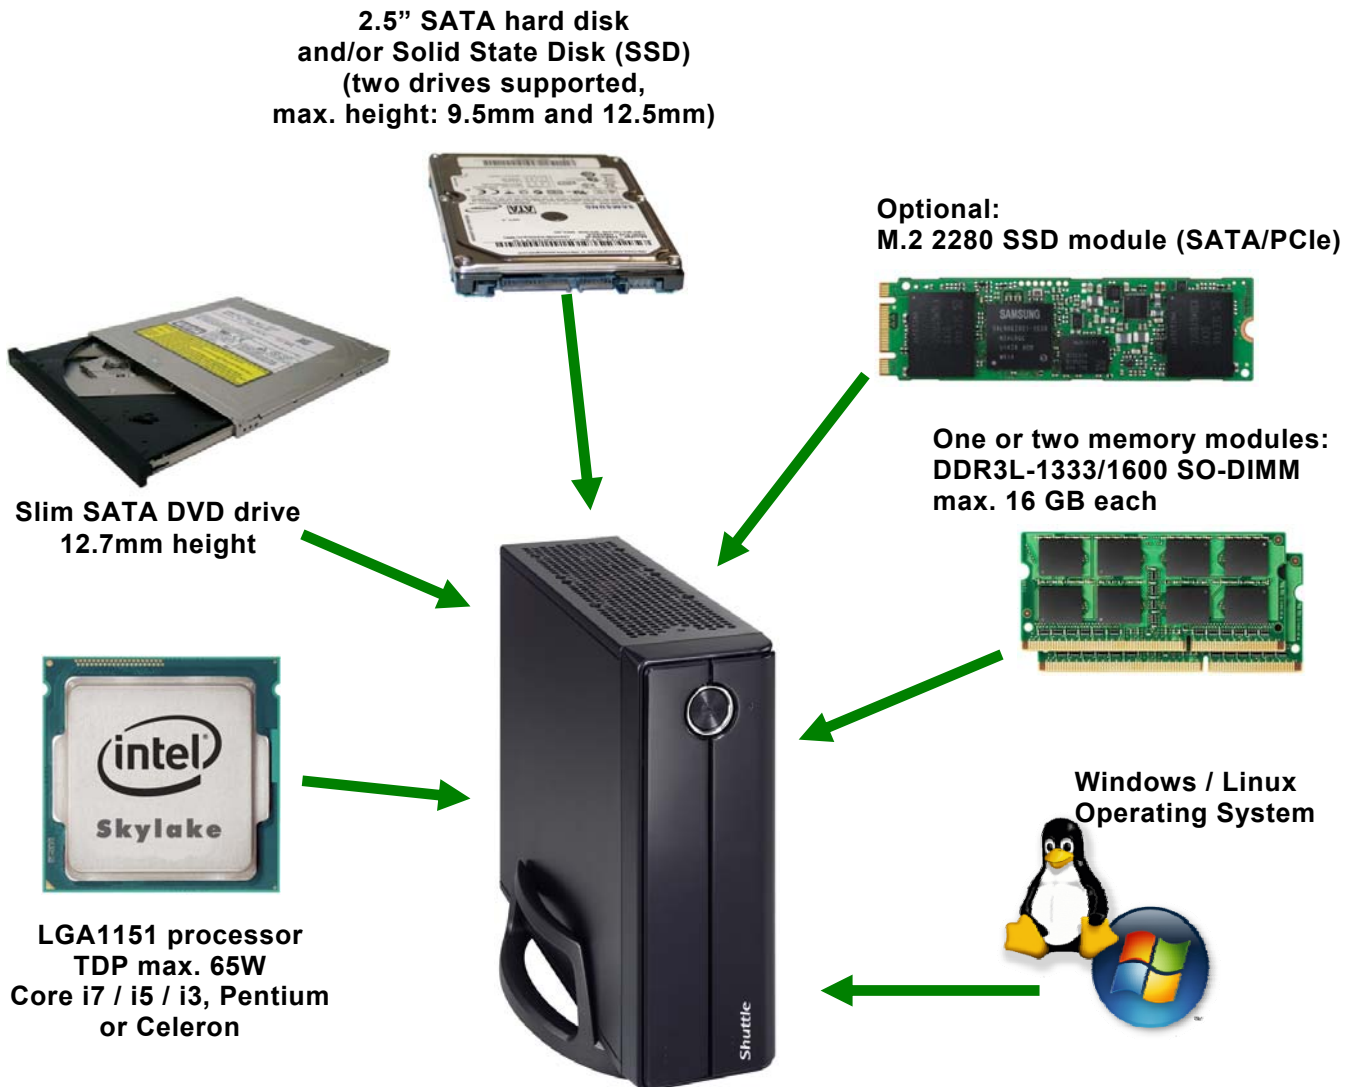 2.5” SATA hard disk
and/or Solid State Disk (SSD)
(two drives supported,
max. height: 9.5mm and 12.5mm)
SATA
SAMSUNG
Optional:
M.2 2280 SSD module (SATA/PCIe)
SAMSUNG
Slim SATA DVD drive
12.7mm height
One or two memory modules:
DDR3L-1333/1600 SO-DIMM
max. 16 GB each
intel
Skylake
LGA1151 processor
TDP max. 65W
Core i7 / i5 / i3, Pentium
or Celeron
Windows / Linux
Operating System
Shuttle